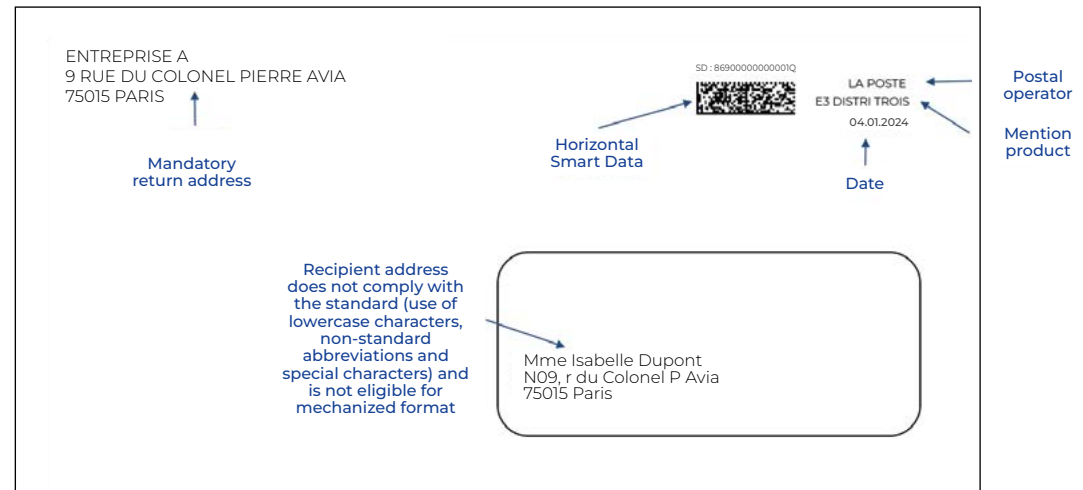 ENTREPRISE A
9 RUE DU COLONEL PIERRE AVIA
75015 PARIS
Mandatory
return address
SD : 86900000000001Q
Horizontal
Smart Data
LA POSTE
E3 DISTRI TROIS
04.01.2024
Date
Postal
operator
Mention
product
Recipient address
does not comply with
the standard (use of
lowercase characters,
non-standard
abbreviations and
special characters) and
is not eligible for
mechanized format
Mme Isabelle Dupont
N09, r du Colonel P Avia
75015 Paris